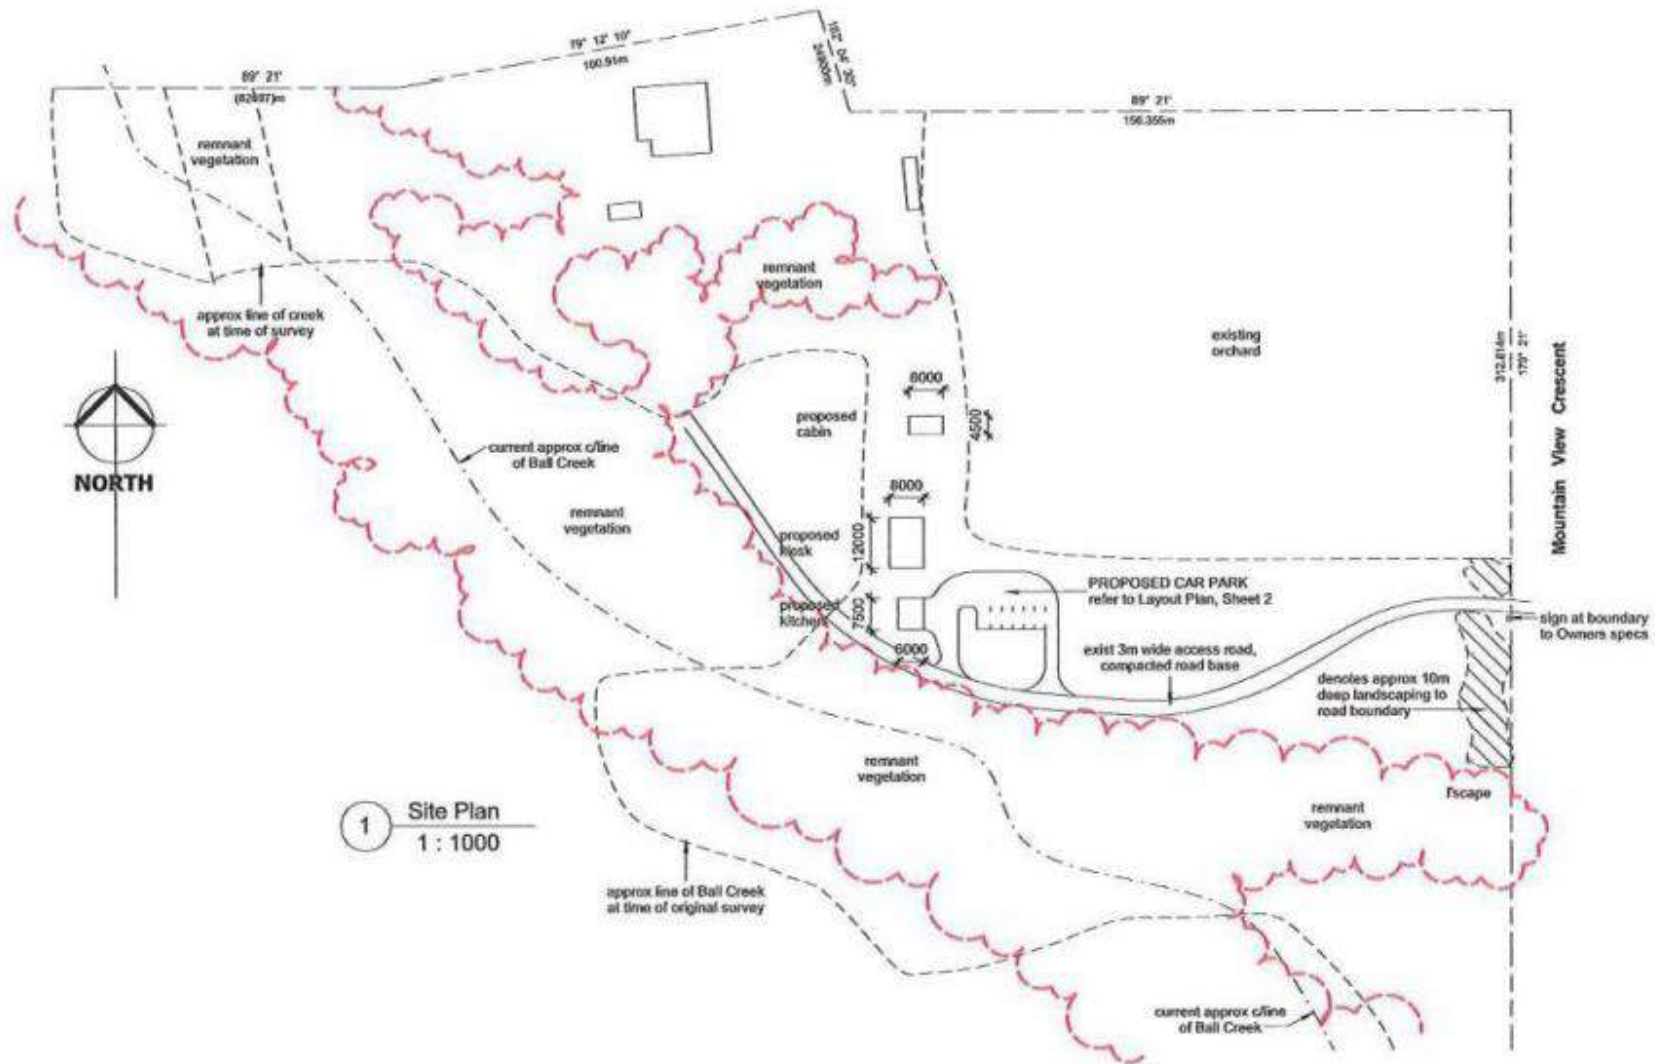 79° 12' 10"
100.91m
89° 21'
remnant
vegetation
89° 21'
156.355m
remnant
vegetation
approx line of creek
at time of survey
existing
orchard
Mountain View Crescent
8000
4500
proposed
cabin
NORTH
current approx c/line
of Ball Creek
remnant
vegetation
8000
12000
proposed
kiosk
proposed
kitchen
7500
6000
PROPOSED CAR PARK
refer to Layout Plan, Sheet 2
exist 3m wide access road,
compacted road base
sign at boundary
to Owners specs
denotes approx 10m
deep landscaping to
road boundary
remnant
vegetation
l'scape
remnant
vegetation
1
Site Plan
1 : 1000
approx line of Ball Creek
at time of original survey
current approx c/line
of Ball Creek